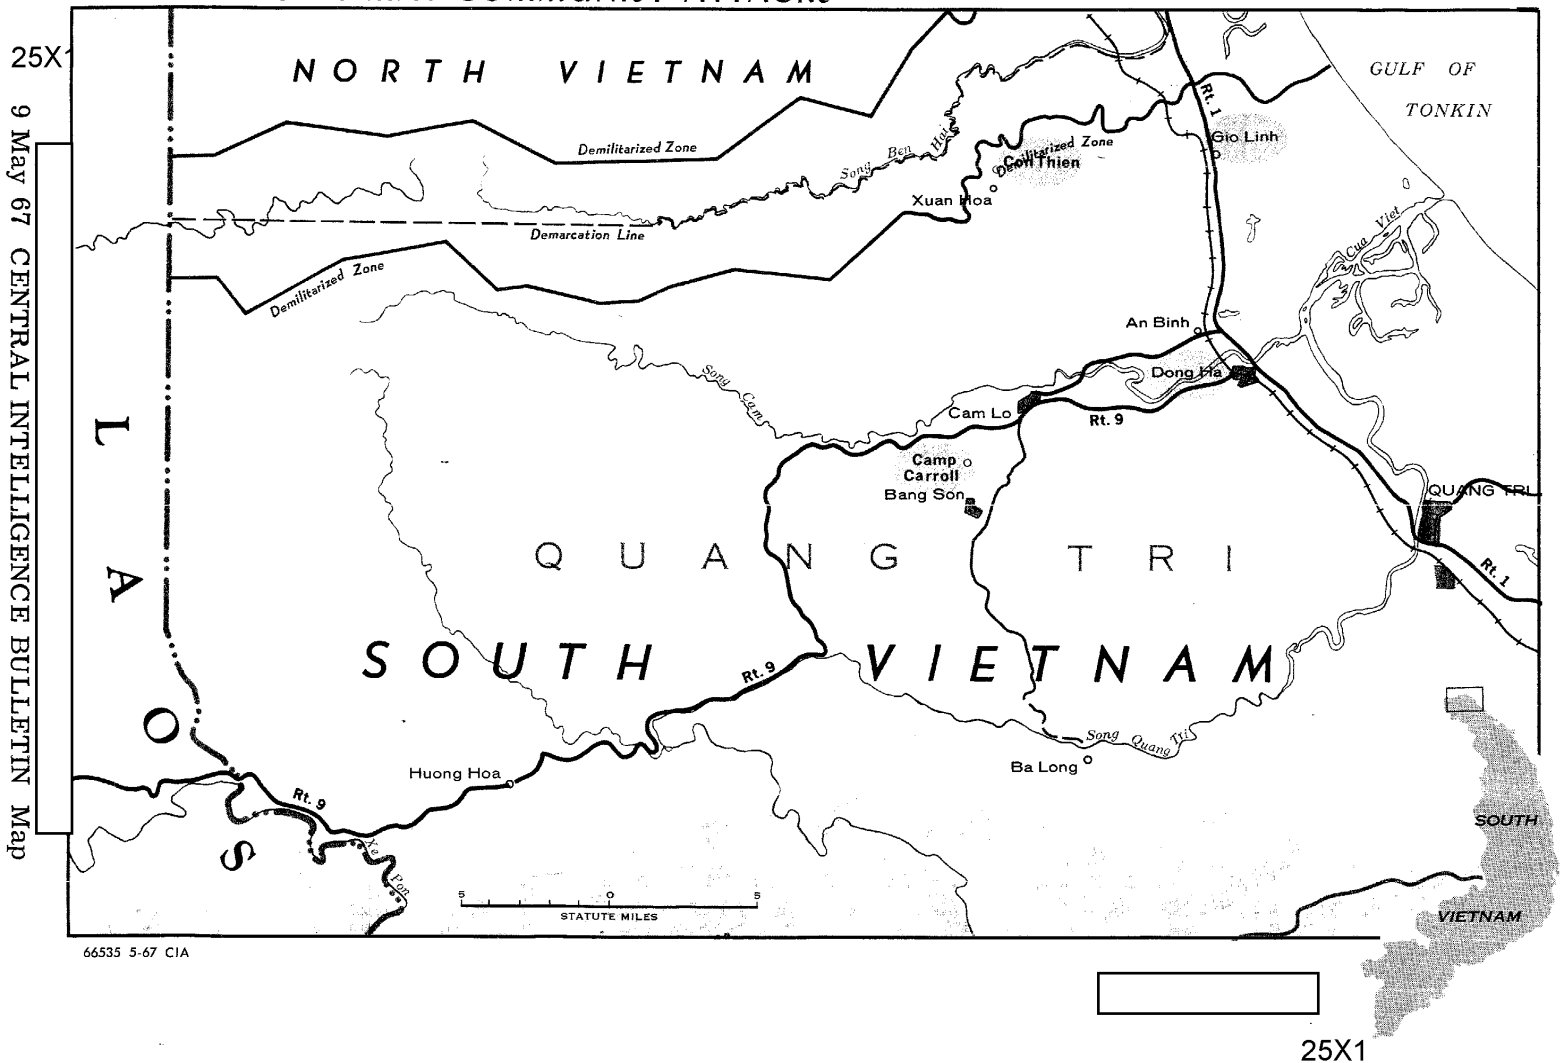 COMMUNIST ATTACKS
25X1
9 May 67 CENTRAL INTELLIGENCE BULLETIN Map
NORTH VIETNAM
GULF OF
TONKIN
Rt. 1
Gio Linh
Demilitarized Zone
Song Ben Hai
Demilitarized Zone
Con Thien
Xuan Hoa
Demarcation Line
Cua Viet
Demilitarized Zone
An Binh
Song Cam
Dong Ha
Cam Lo
Rt. 9
Camp
Carroll
Bang Son
QUANG TRI
LAOS
QUANG TRI
Rt. 1
SOUTH VIETNAM
Rt. 9
Song Quang Tri
Ba Long
Huong Hoa
Rt. 9
Xe Pon
SOUTH
VIETNAM
5 0 5
STATUTE MILES
66535 5-67 CIA
25X1